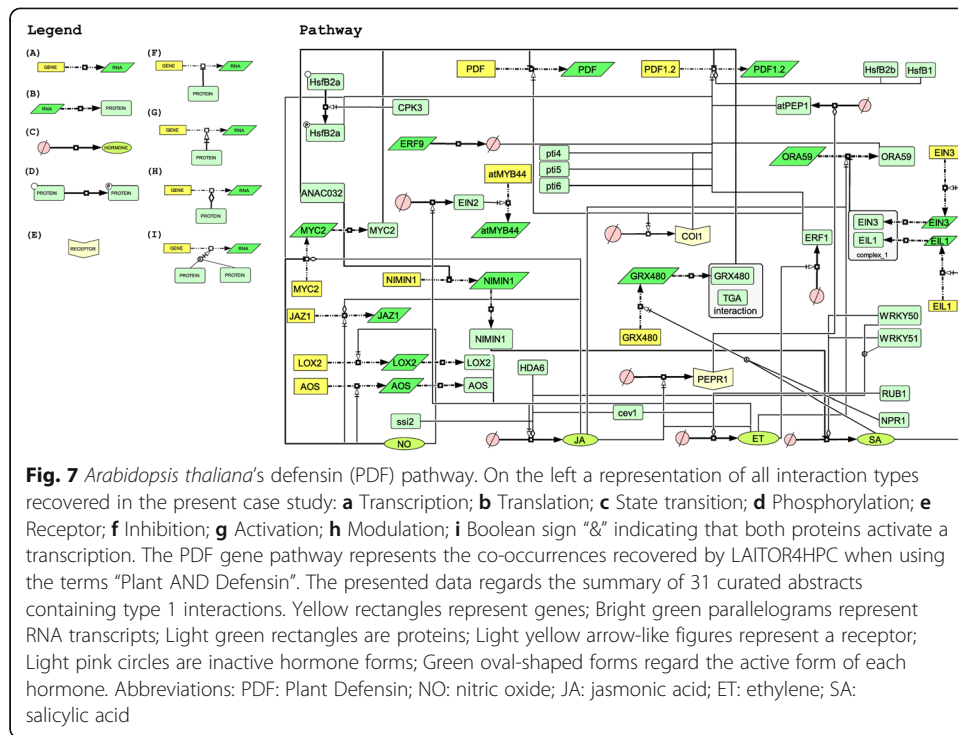 Legend
Pathway
(A)
GENE
RNA
(B)
RNA
PROTEIN
(C)
HORMONE
(D)
PROTEIN
P
PROTEIN
(E)
RECEPTOR
(F)
GENE
RNA
PROTEIN
(G)
GENE
RNA
PROTEIN
(H)
GENE
RNA
PROTEIN
(I)
GENE
RNA
PROTEIN
PROTEIN
PDF
PDF
PDF1.2
PDF1.2
HsfB2b
HsfB1
HsfB2a
CPK3
P
HsfB2a
atPEP1
ERF9
ORA59
ORA59
EIN3
pti4
pti5
pti6
atMYB44
ANAC032
EIN2
MYC2
MYC2
atMYB44
COI1
ERF1
EIN3
EIN3
EIL1
EIL1
complex_1
MYC2
NIMIN1
NIMIN1
GRX480
GRX480
TGA
interaction
JAZ1
JAZ1
NIMIN1
GRX480
EIL1
WRKY50
WRKY51
LOX2
LOX2
LOX2
HDA6
AOS
AOS
AOS
PEPR1
RUB1
ssi2
cev1
NPR1
NO
JA
ET
SA
Fig. 7 Arabidopsis thaliana's defensin (PDF) pathway. On the left a representation of all interaction types
recovered in the present case study: a Transcription; b Translation; c State transition; d Phosphorylation; e
Receptor; f Inhibition; g Activation; h Modulation; i Boolean sign "&" indicating that both proteins activate a
transcription. The PDF gene pathway represents the co-occurrences recovered by LAITOR4HPC when using
the terms "Plant AND Defensin". The presented data regards the summary of 31 curated abstracts
containing type 1 interactions. Yellow rectangles represent genes; Bright green parallelograms represent
RNA transcripts; Light green rectangles are proteins; Light yellow arrow-like figures represent a receptor;
Light pink circles are inactive hormone forms; Green oval-shaped forms regard the active form of each
hormone. Abbreviations: PDF: Plant Defensin; NO: nitric oxide; JA: jasmonic acid; ET: ethylene; SA:
salicylic acid